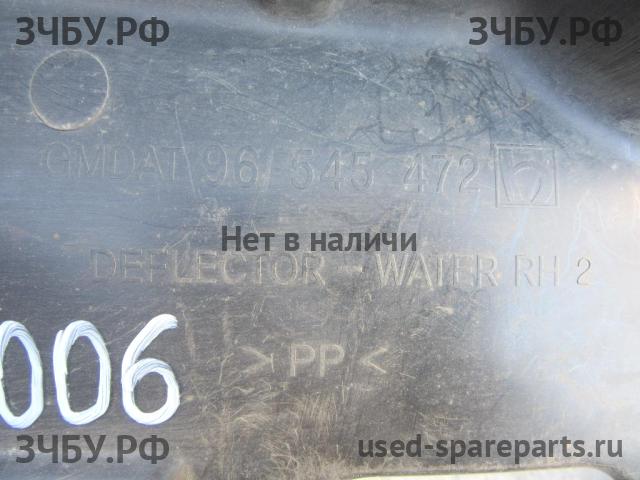 ЗЧБУ.РФ ЗЧБУ.РФ
GMDAT 96 545 472
Нет в наличии
DEFLECTOR - WATER RH 2
006
> PP <
ЗЧБУ.РФ used-spareparts.ru